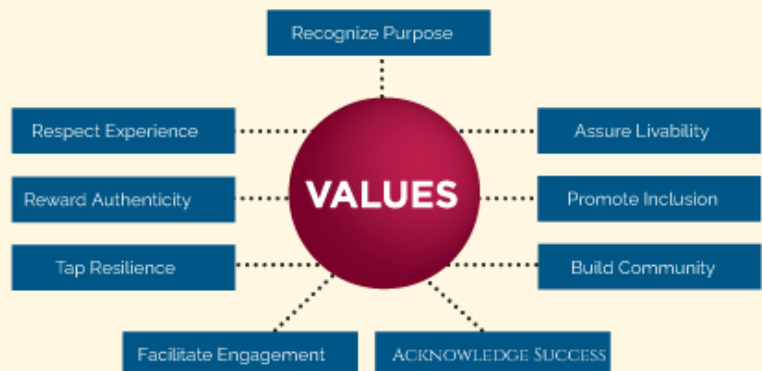 Recognize Purpose
Respect Experience
Assure Livability
VALUES
Reward Authenticity
Promote Inclusion
Tap Resilience
Build Community
Facilitate Engagement
ACKNOWLEDGE SUCCESS